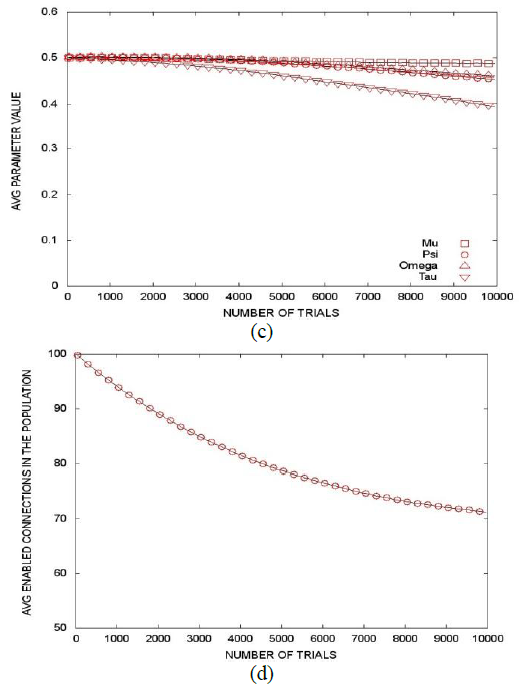 0.6
0.5
0.4
0.3
0.2
0.1
0
AVG PARAMETER VALUE
Mu
Psi
Omega
Tau
0 1000 2000 3000 4000 5000 6000 7000 8000 9000 10000
NUMBER OF TRIALS
(c)
100
90
80
70
60
50
AVG ENABLED CONNECTIONS IN THE POPULATION
0 1000 2000 3000 4000 5000 6000 7000 8000 9000 10000
NUMBER OF TRIALS
(d)